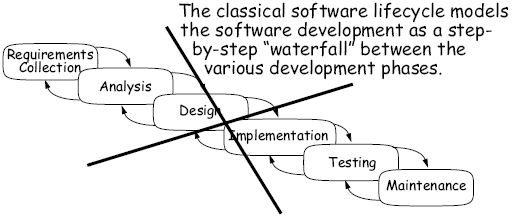 The classical software lifecycle models
the software development as a step-
by-step “waterfall” between the
various development phases.
Requirements
Collection
Analysis
Design
Implementation
Testing
Maintenance